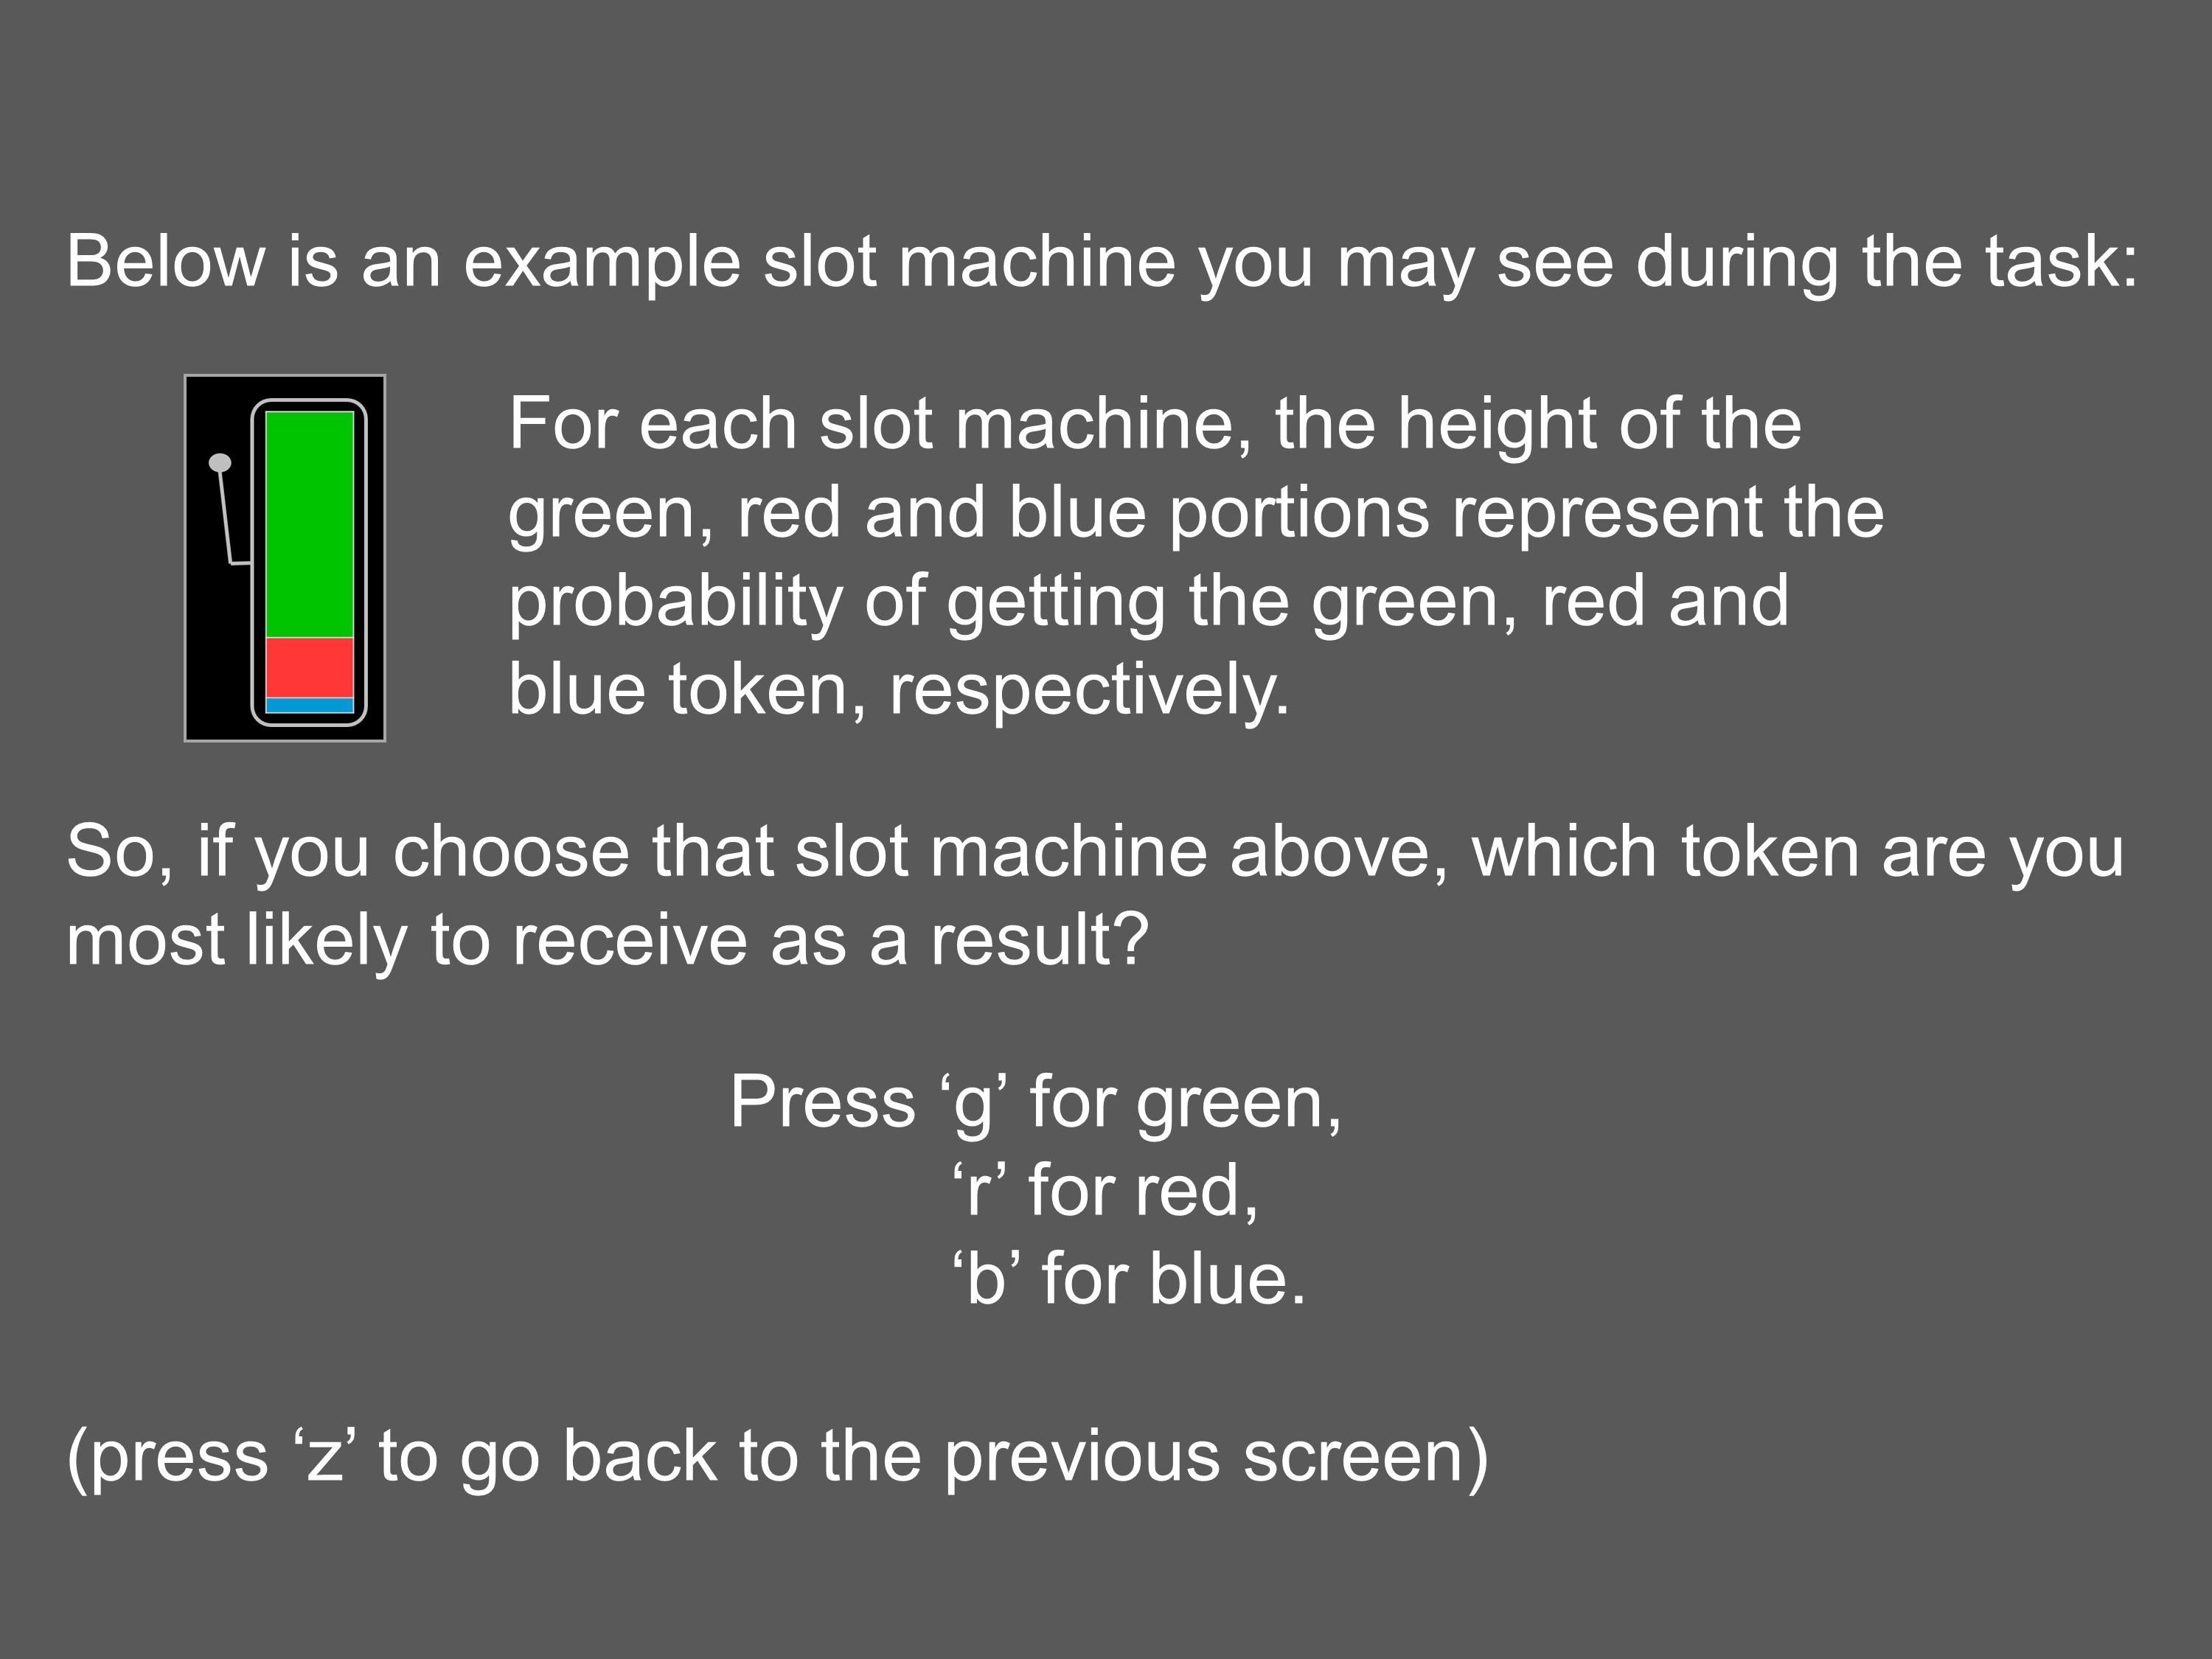 Below is an example slot machine you may see during the task:
For each slot machine, the height of the
green, red and blue portions represent the
probability of getting the green, red and
blue token, respectively.
So, if you choose that slot machine above, which token are you
most likely to receive as a result?
Press ‘g’ for green,
‘r’ for red,
‘b’ for blue.
(press ‘z’ to go back to the previous screen)